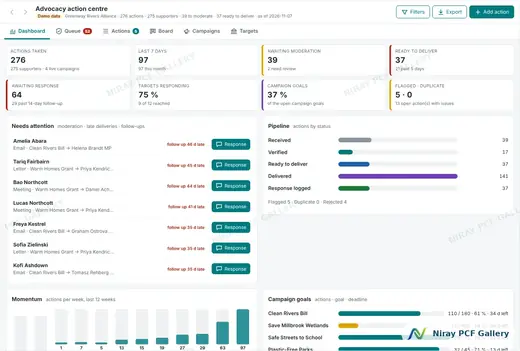 Advocacy action centre
Demo data Greenway Rivers Alliance · 276 actions · 275 supporters · 39 to moderate · 37 ready to deliver · as of 2026-11-07
Filters
Export
Add action
Dashboard
Queue
Actions
Board
Campaigns
Targets
ACTIONS TAKEN
276
275 supporters · 4 live campaigns
LAST 7 DAYS
97
97 this month
AWAITING MODERATION
39
2 need review
READY TO DELIVER
37
21 past 5 days
AWAITING RESPONSE
64
29 past 14-day follow-up
TARGETS RESPONDING
75 %
9 of 12 reached
CAMPAIGN GOALS
37 %
of the open campaign goals
FLAGGED · DUPLICATE
5 · 0
13 open action(s) with issues
Needs attention moderation · late deliveries · follow-ups.
Amelia Abara
Email · Clean Rivers Bill → Helena Brandt MP
follow up 46 d late
Response
Tariq Fairbairn
Letter · Warm Homes Grant → Priya Kendric...
follow up 45 d late
Response
Bao Northcott
Meeting · Warm Homes Grant → Daniel Ach...
follow up 44 d late
Response
Lucas Northcott
Meeting · Warm Homes Grant → Priya Kend...
follow up 41 d late
Response
Freya Kestrel
Email · Clean Rivers Bill → Graham Ostrova ...
follow up 35 d late
Response
Sofia Zielinski
Letter · Warm Homes Grant → Priya Kendric...
follow up 35 d late
Response
Kofi Ashdown
Email · Clean Rivers Bill → Tomasz Rehberg...
follow up 35 d late
Response
Pipeline actions by status
Received 39
Verified 17
Ready to deliver 37
Delivered 141
Response logged 37
Flagged 5 · Duplicate 0 · Rejected 4
Momentum actions per week, last 12 weeks
1 7 5 13 15 19 27 29 63 97
Campaign goals actions · goal · deadline
Clean Rivers Bill 110 / 180 · 61 % · 34 d left
Save Millbrook Wetlands
Safe Streets to School
Plastic-Free Parks
Niray PCF Gallery
NIRAY PCF GALLERY